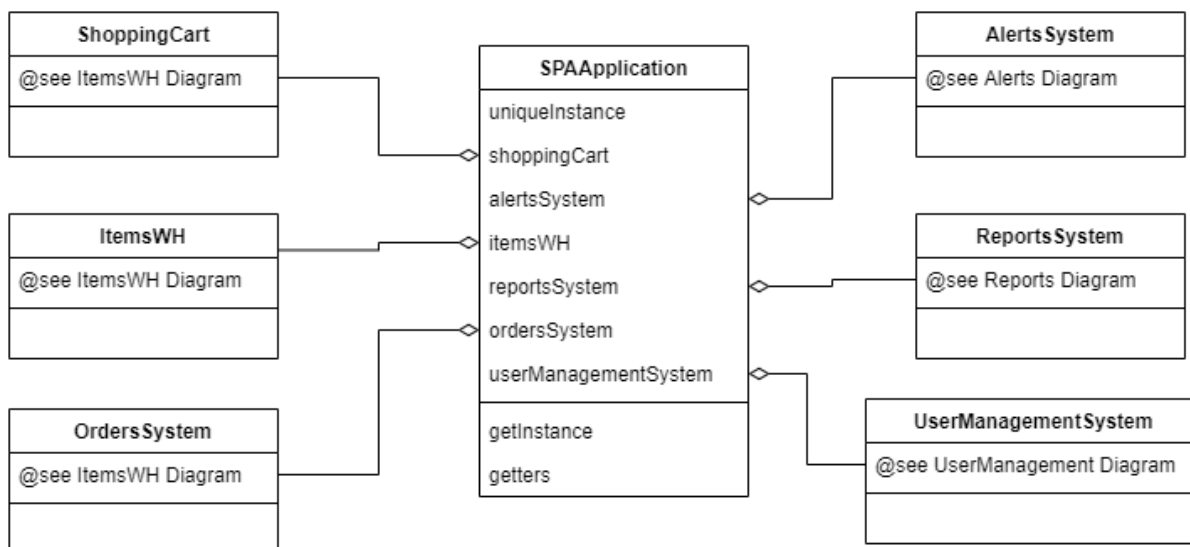 ShoppingCart
@see ItemsWH Diagram
ItemsWH
@see ItemsWH Diagram
OrdersSystem
@see ItemsWH Diagram
SPAApplication
uniqueInstance
shoppingCart
alertsSystem
itemsWH
reportsSystem
ordersSystem
userManagementSystem
getInstance
getters
AlertsSystem
@see Alerts Diagram
ReportsSystem
@see Reports Diagram
UserManagementSystem
@see UserManagement Diagram